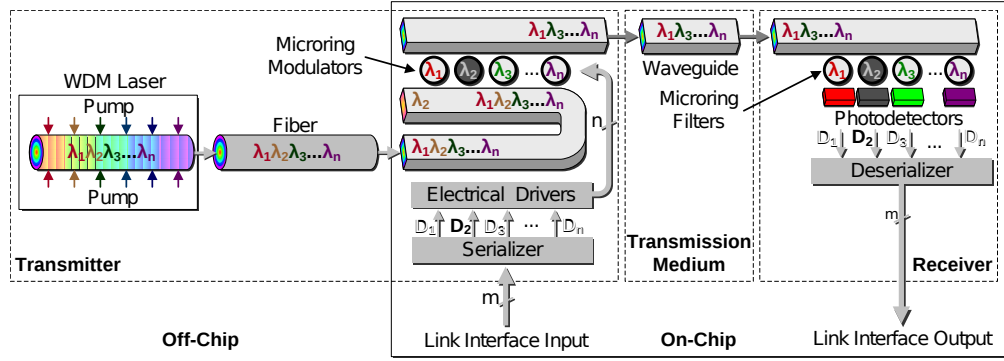 WDM Laser
Pump
λ1λ2λ3...λn
Pump
Fiber
λ1λ2λ3...λn
Transmitter
Off-Chip
Microring
Modulators
λ1λ3...λn
λ1 λ2 λ3 ... λn
λ2 λ1λ2λ3...λn
λ1λ2λ3...λn
n
Electrical Drivers
D1 D2 D3 ... Dn
Serializer
m
Link Interface Input
λ1λ3...λn
Waveguide
Transmission
Medium
On-Chip
λ1λ3...λn
λ1 λ2 λ3 ... λn
Microring
Filters
Photodetectors
D1 D2 D3 ... Dn
Deserializer
m
Receiver
Link Interface Output